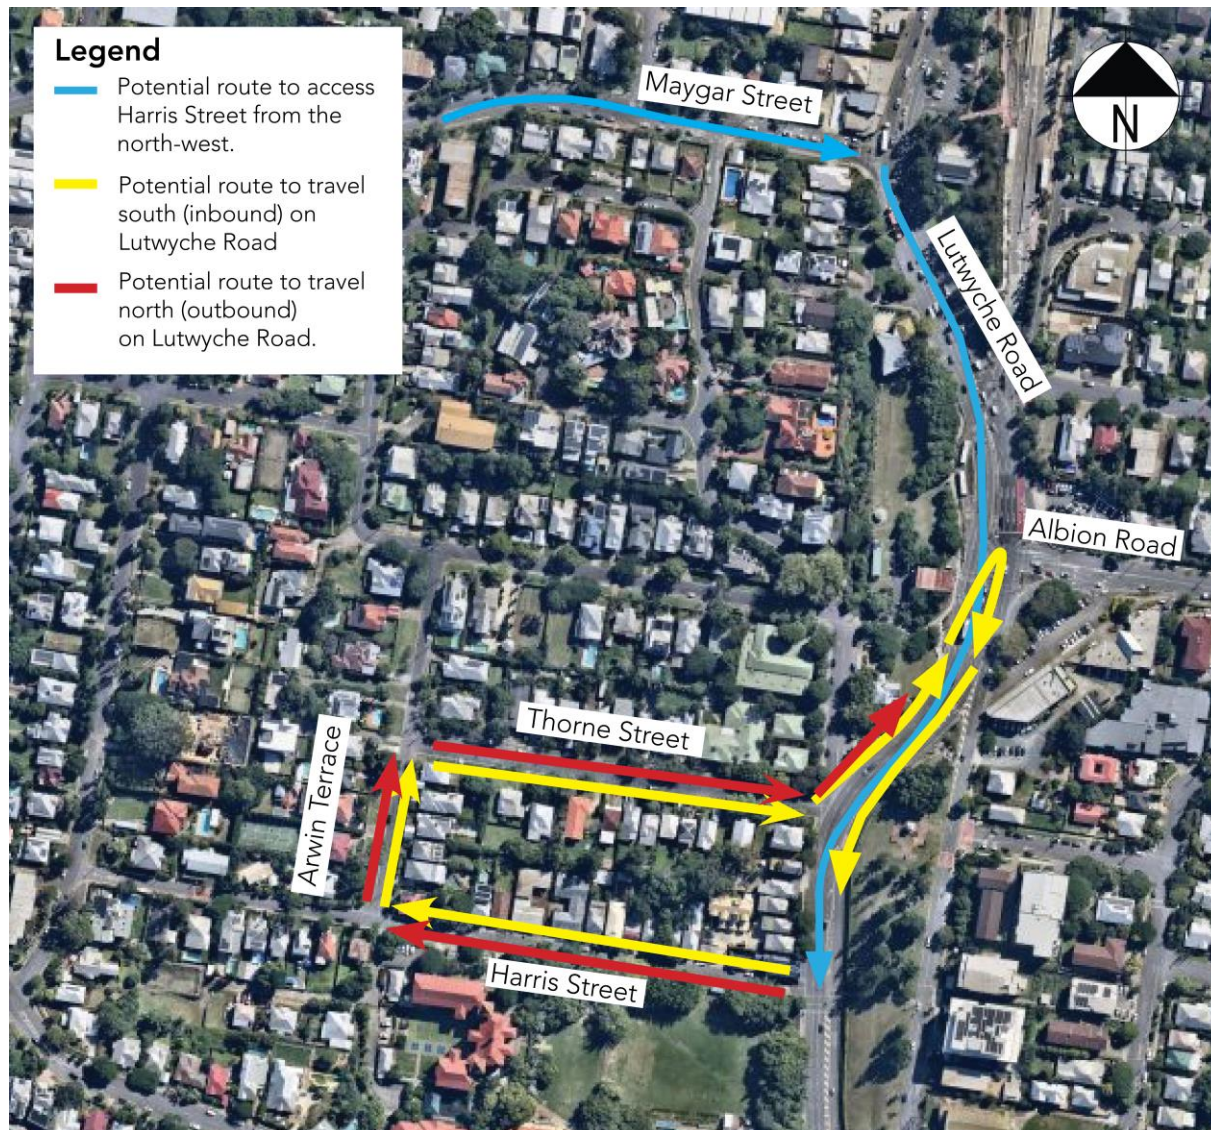 Legend
Potential route to access
Harris Street from the
north-west.
Potential route to travel
south (inbound) on
Lutwyche Road
Potential route to travel
north (outbound)
on Lutwyche Road.
Maygar Street
N
Lutwyche Road
Albion Road
Thorne Street
Arwin Terrace
Harris Street